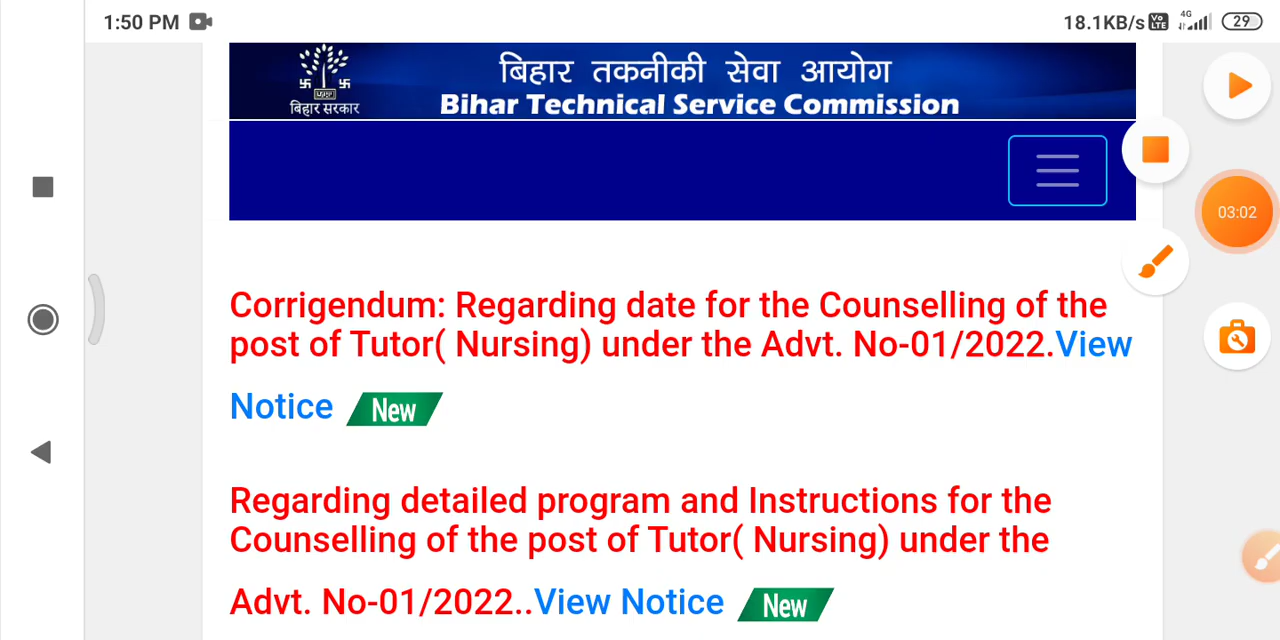 1:50 PM
18.1KB/s Vo LTE 4G 29
बिहार तकनीकी सेवा आयोग
बिहार सरकार
Bihar Technical Service Commission
03:02
Corrigendum: Regarding date for the Counselling of the
post of Tutor( Nursing) under the Advt. No-01/2022.View
Notice New
Regarding detailed program and Instructions for the
Counselling of the post of Tutor( Nursing) under the
Advt. No-01/2022..View Notice New